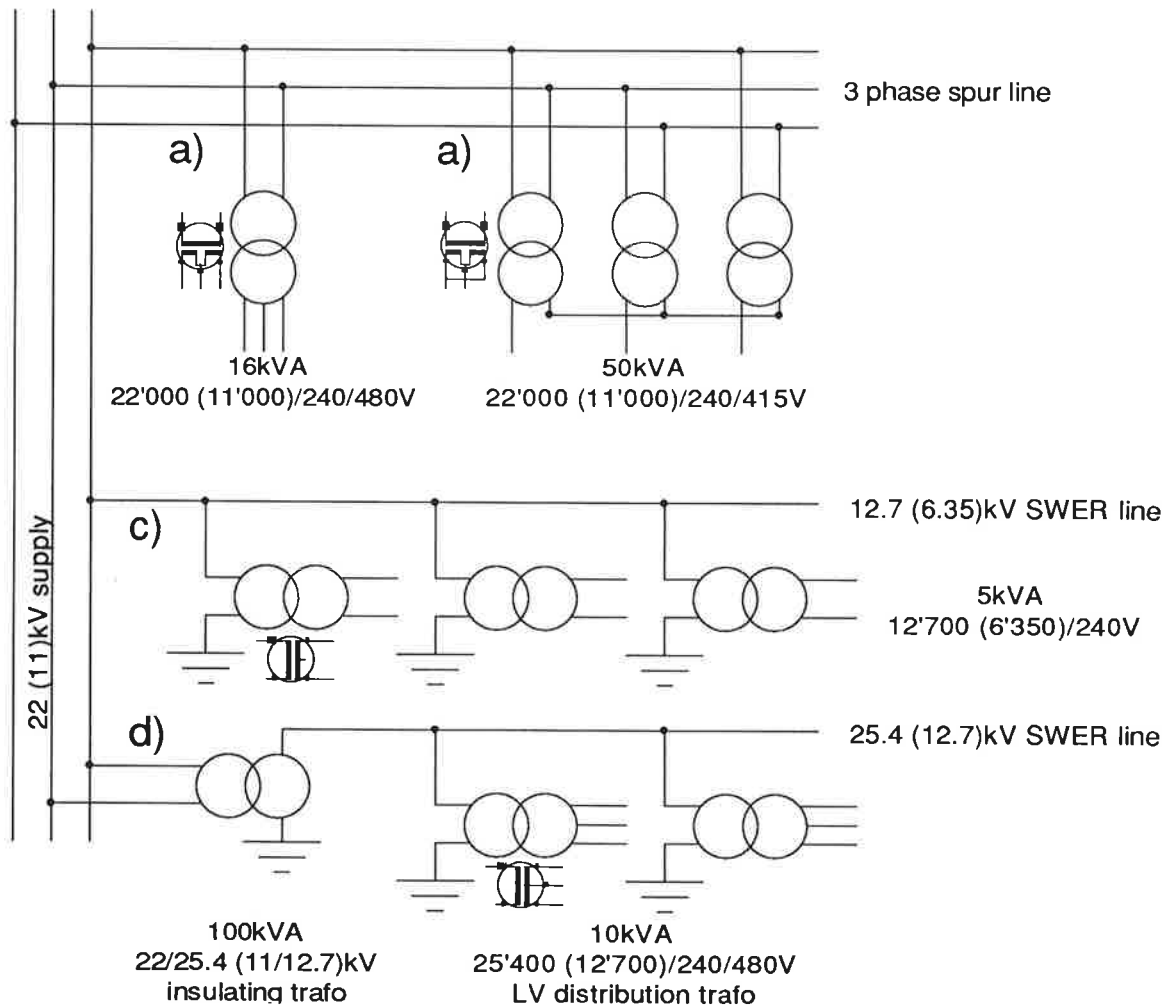 3 phase spur line
a)
a)
16kVA
22'000 (11'000)/240/480V
50kVA
22'000 (11'000)/240/415V
22 (11)kV supply
12.7 (6.35)kV SWER line
c)
5kVA
12'700 (6'350)/240V
d)
25.4 (12.7)kV SWER line
100kVA
22/25.4 (11/12.7)kV
insulating trafo
10kVA
25'400 (12'700)/240/480V
LV distribution trafo